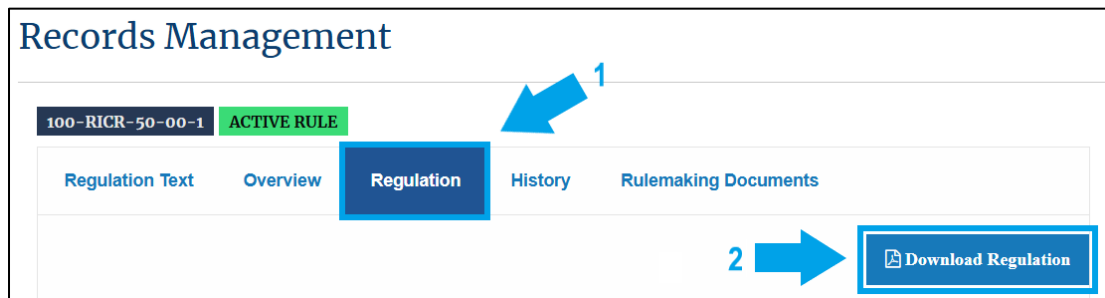 Records Management
1
100-RICR-50-00-1 ACTIVE RULE
Regulation Text Overview Regulation History Rulemaking Documents
2 Download Regulation